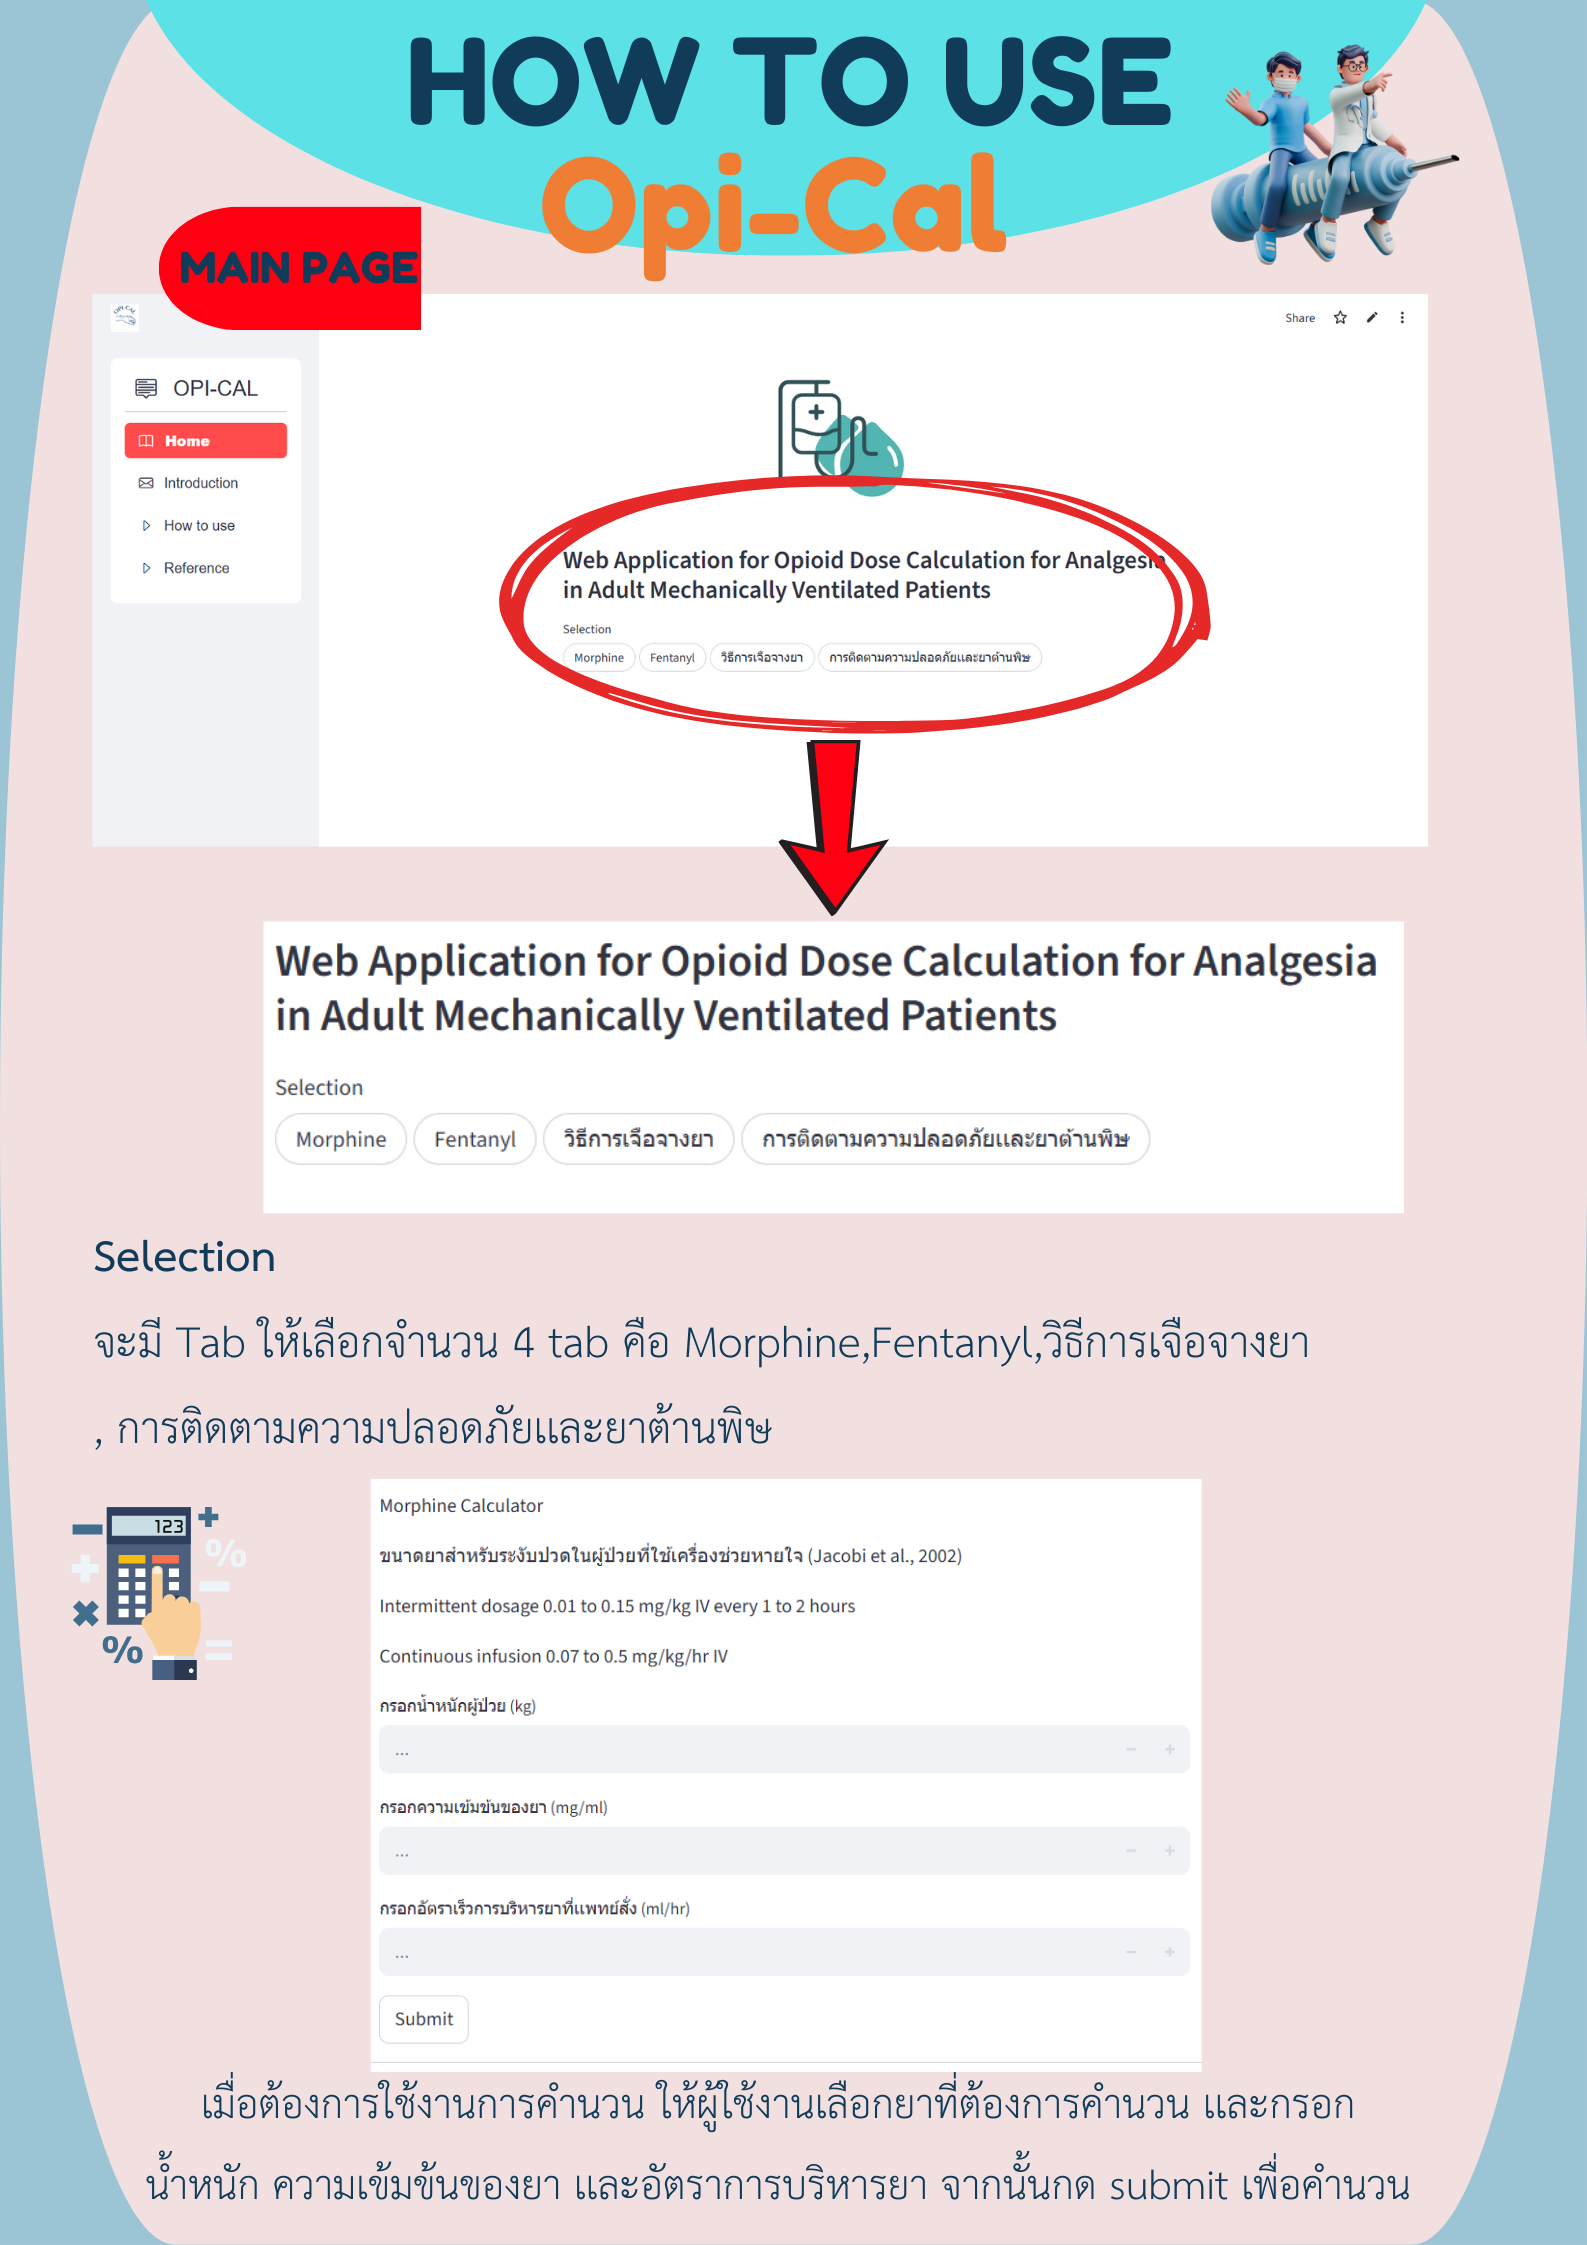 HOW TO USE
Opi-Cal
MAIN PAGE
OPI-CAL
Share
OPI-CAL
Home
Introduction
How to use
Reference
Web Application for Opioid Dose Calculation for Analgesia
in Adult Mechanically Ventilated Patients
Selection
Morphine Fentanyl วิธีการเจือจางยา การติดตามความปลอดภัยและยาต้านพิษ
Web Application for Opioid Dose Calculation for Analgesia
in Adult Mechanically Ventilated Patients
Selection
Morphine Fentanyl วิธีการเจือจางยา การติดตามความปลอดภัยและยาต้านพิษ
Selection
จะมี Tab ให้เลือกจำนวน 4 tab คือ Morphine,Fentanyl,วิธีการเจือจางยา
, การติดตามความปลอดภัยและยาต้านพิษ
123
Morphine Calculator
ขนาดยาสำหรับระงับปวดในผู้ป่วยที่ใช้เครื่องช่วยหายใจ (Jacobi et al., 2002)
Intermittent dosage 0.01 to 0.15 mg/kg IV every 1 to 2 hours
Continuous infusion 0.07 to 0.5 mg/kg/hr IV
กรอกน้ำหนักผู้ป่วย (kg)
...
กรอกความเข้มข้นของยา (mg/ml)
...
กรอกอัตราเร็วการบริหารยาที่แพทย์สั่ง (ml/hr)
...
Submit
เมื่อต้องการใช้งานการคำนวน ให้ผู้ใช้งานเลือกยาที่ต้องการคำนวน และกรอก
น้ำหนัก ความเข้มข้นของยา และอัตราการบริหารยา จากนั้นกด submit เพื่อคำนวน